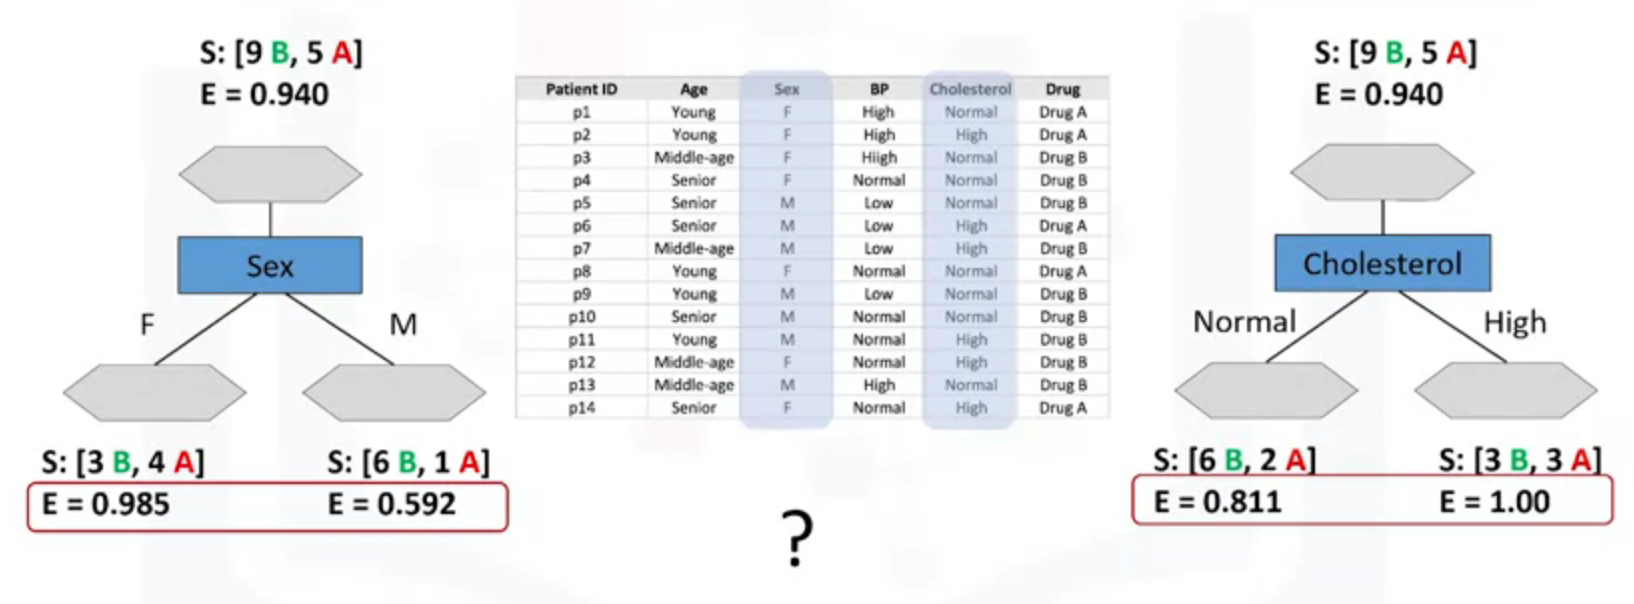 S: [9 B, 5 A]
E = 0.940
Sex
F
M
S: [3 B, 4 A]
S: [6 B, 1 A]
E = 0.985
E = 0.592
Patient ID Age Sex BP Cholesterol Drug
p1 Young F High Normal Drug A
p2 Young F High High Drug A
p3 Middle-age F Hiigh Normal Drug B
p4 Senior F Normal Normal Drug B
p5 Senior M Low Normal Drug B
p6 Senior M Low High Drug A
p7 Middle-age M Low High Drug B
p8 Young F Normal Normal Drug A
p9 Young M Low Normal Drug B
p10 Senior M Normal Normal Drug B
p11 Young M Normal High Drug B
p12 Middle-age F Normal High Drug B
p13 Middle-age M High Normal Drug B
p14 Senior F Normal High Drug A
?
S: [9 B, 5 A]
E = 0.940
Cholesterol
Normal
High
S: [6 B, 2 A]
S: [3 B, 3 A]
E = 0.811
E = 1.00